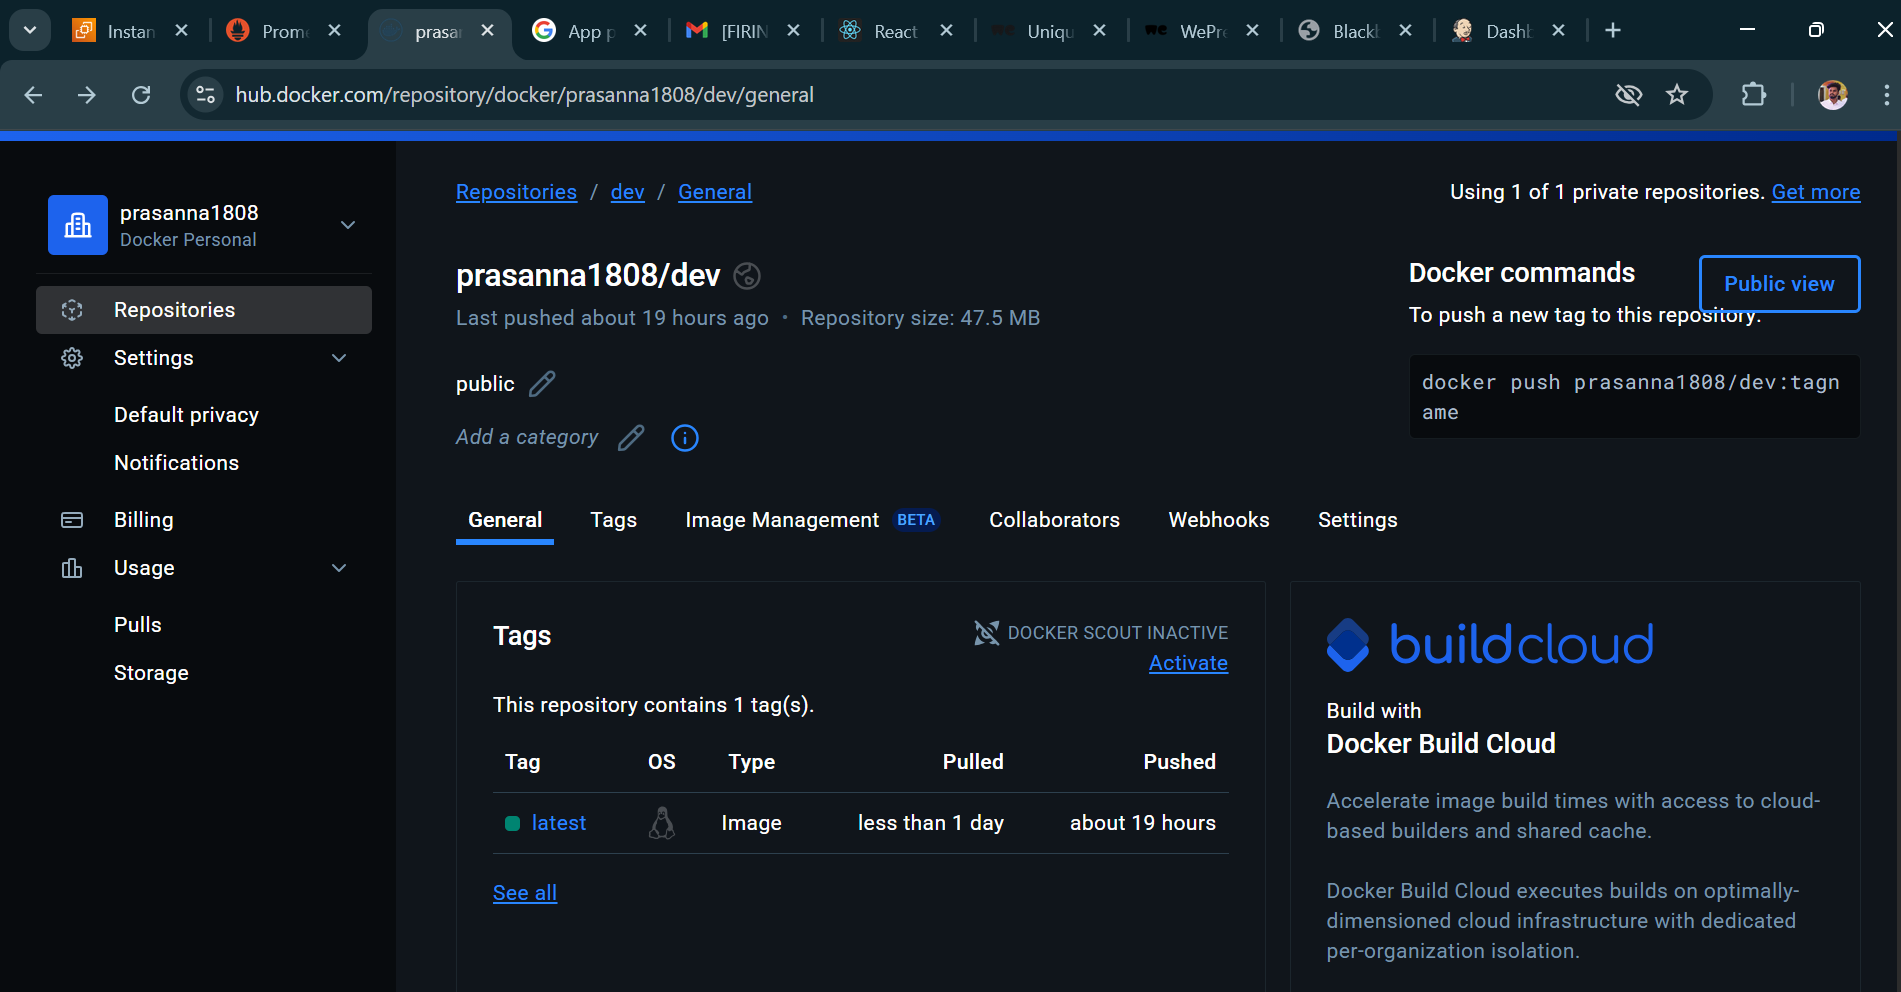 Instan
Prome
prasan
App p
[FIRIN
React
Uniqu
WePre
Blackb
Dashb
hub.docker.com/repository/docker/prasanna1808/dev/general
prasanna1808
Docker Personal
Repositories
Settings
Default privacy
Notifications
Billing
Usage
Pulls
Storage
Repositories / dev / General
Using 1 of 1 private repositories. Get more
prasanna1808/dev
Last pushed about 19 hours ago · Repository size: 47.5 MB
public
Add a category
Docker commands
Public view
To push a new tag to this repository:
docker push prasanna1808/dev:tagn
ame
General
Tags
Image Management BETA
Collaborators
Webhooks
Settings
Tags
DOCKER SCOUT INACTIVE
Activate
This repository contains 1 tag(s).
Tag OS Type Pulled Pushed
latest Image less than 1 day about 19 hours
See all
buildcloud
Build with
Docker Build Cloud
Accelerate image build times with access to cloud-
based builders and shared cache.
Docker Build Cloud executes builds on optimally-
dimensioned cloud infrastructure with dedicated
per-organization isolation.